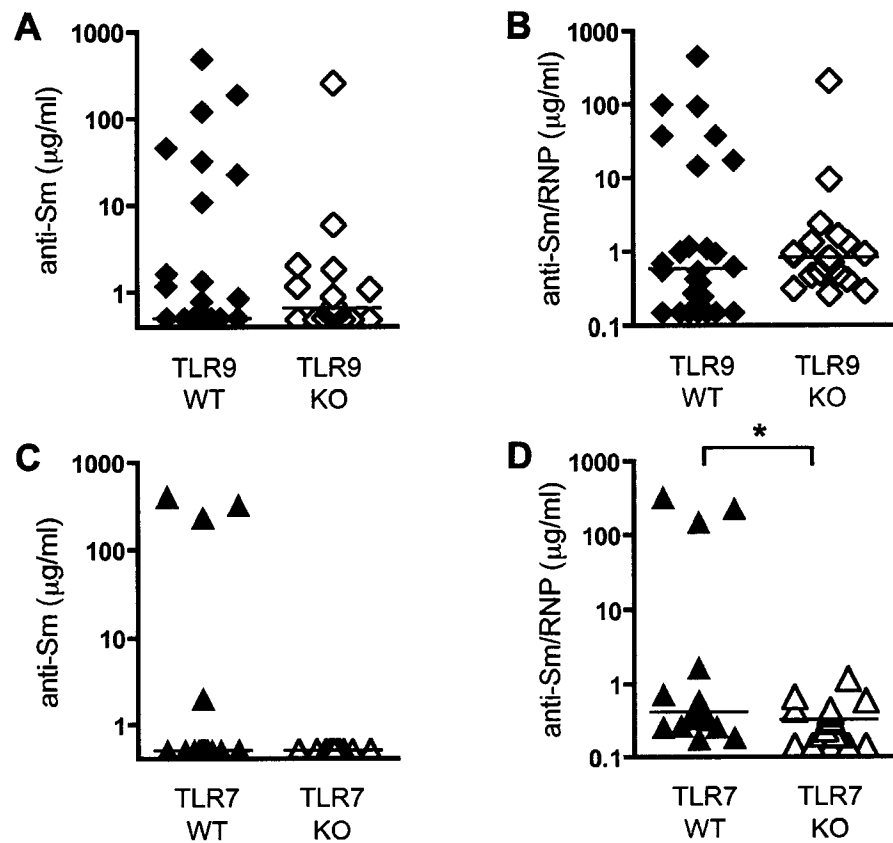 A
anti-Sm (µg/ml)
1000
100
10
1
TLR9
WT
TLR9
KO
B
anti-Sm/RNP (µg/ml)
1000
100
10
1
0.1
TLR9
WT
TLR9
KO
C
anti-Sm (µg/ml)
1000
100
10
1
TLR7
WT
TLR7
KO
D
anti-Sm/RNP (µg/ml)
1000
100
10
1
0.1
*
TLR7
WT
TLR7
KO